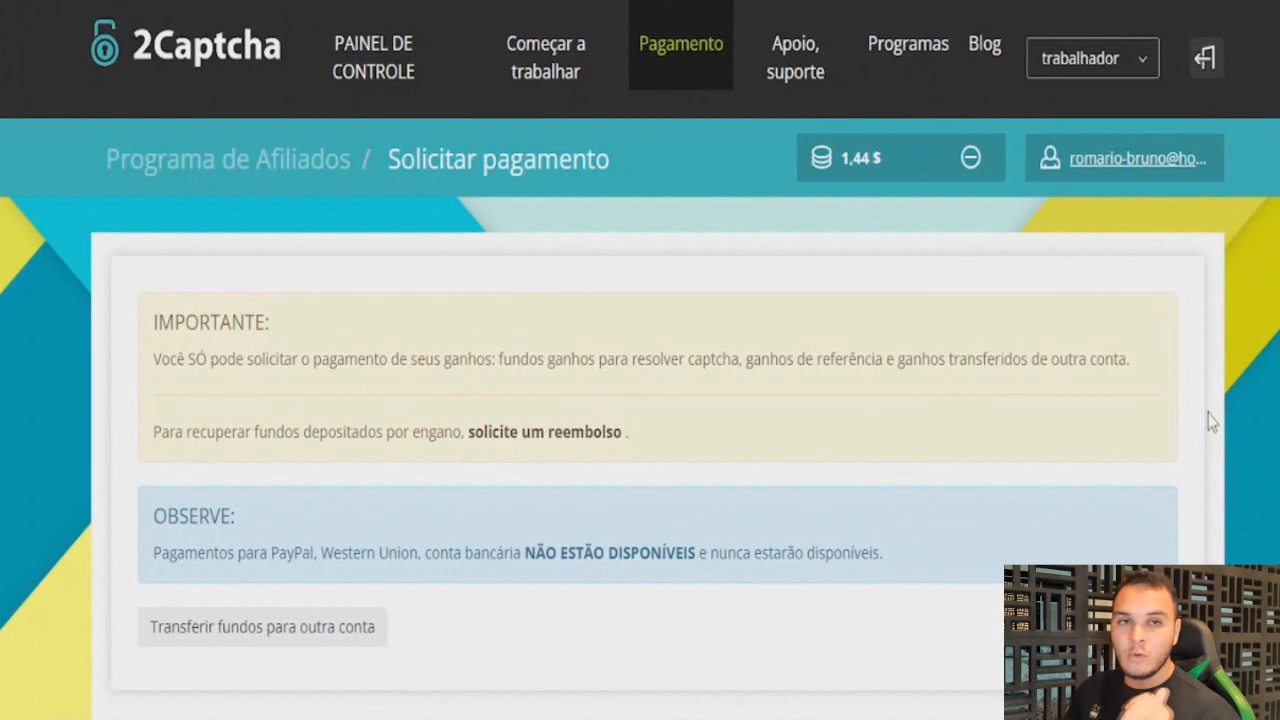 2Captcha
PAINEL DE
CONTROLE
Começar a
trabalhar
Pagamento
Apoio,
suporte
Programas
Blog
trabalhador
Programa de Afiliados / Solicitar pagamento
1,44 $
romario-bruno@ho...
IMPORTANTE:
Você SÓ pode solicitar o pagamento de seus ganhos: fundos ganhos para resolver captcha, ganhos de referência e ganhos transferidos de outra conta.
Para recuperar fundos depositados por engano, solicite um reembolso .
OBSERVE:
Pagamentos para PayPal, Western Union, conta bancária NÃO ESTÃO DISPONÍVEIS e nunca estarão disponíveis.
Transferir fundos para outra conta